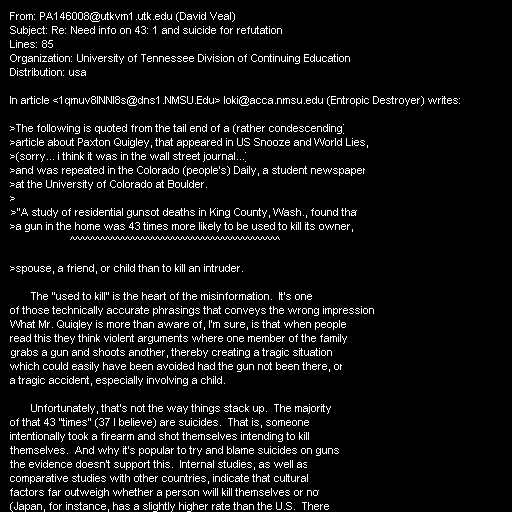 From: PA146008@utkvm1.utk.edu (David Veal)
Subject: Re: Need info on 43: 1 and suicide for refutation
Lines: 85
Organization: University of Tennessee Division of Continuing Education
Distribution: usa
In article <1qmuv8INNl8s@dns1.NMSU.Edu> loki@acca.nmsu.edu (Entropic Destroyer) writes:
>The following is quoted from the tail end of a (rather condescending)
>article about Paxton Quigley, that appeared in US Snooze and World Lies,
>(sorry... i think it was in the wall street journal...)
>and was repeated in the Colorado (people's) Daily, a student newspaper
>at the University of Colorado at Boulder.
>
>"A study of residential gunsot deaths in King County, Wash., found that
>a gun in the home was 43 times more likely to be used to kill its owner,
^^^^^^^^^^^^^^^^^^^^^^^^^^^^^^^^^^^^^^^^^^
>spouse, a friend, or child than to kill an intruder.
The "used to kill" is the heart of the misinformation. It's one
of those technically accurate phrasings that conveys the wrong impression
What Mr. Quigley is more than aware of, I'm sure, is that when people
read this they think violent arguments where one member of the family
grabs a gun and shoots another, thereby creating a tragic situation
which could easily have been avoided had the gun not been there, or
a tragic accident, especially involving a child.
Unfortunately, that's not the way things stack up. The majority
of that 43 "times" (37 I believe) are suicides. That is, someone
intentionally took a firearm and shot themselves intending to kill
themselves. And why it's popular to try and blame suicides on guns
the evidence doesn't support this. Internal studies, as well as
comparative studies with other countries, indicate that cultural
factors far outweigh whether a person will kill themselves or not
(Japan, for instance, has a slightly higher rate than the U.S. There